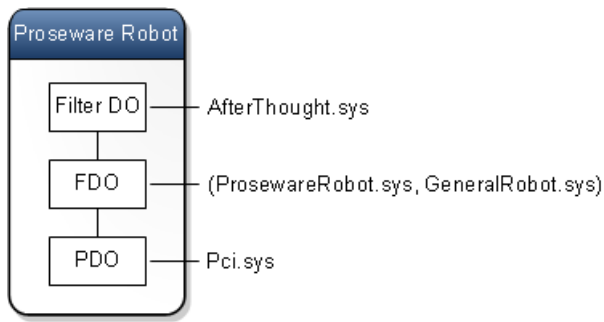 Proseware Robot
Filter DO
AfterThought.sys
FDO
(ProsewareRobot.sys, GeneralRobot.sys)
PDO
Pci.sys